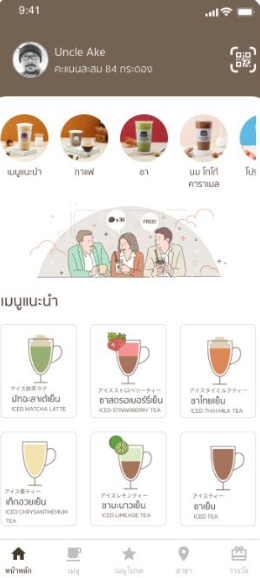 9:41
Uncle Ake
คะแนนสะสม 84 กระดอง
เมนูแนะนำ
กาแฟ
ชา
นม โกโก้
คาราเมล
โปร
x 30
FREE!
เมนูแนะนำ
アイス抹茶ラテ
มัทฉะลาเต้เย็น
ICED MATCHA LATTE
アイスストロベリーティー
ชาสตรอเบอร์รี่เย็น
ICED STRAWBERRY TEA
アイスタイミルクティー
ชาไทยเย็น
ICED THAI MILK TEA
アイス菊ティー
เก๊กฮวยเย็น
ICED CHRYSANTHEMUM
TEA
アイスレモンティー
ชามะนาวเย็น
ICED LIMEADE TEA
アイスティー
ชาเย็น
ICED TEA
หน้าหลัก
เมนู
เมนูโปรด
สาขา
รางวัล